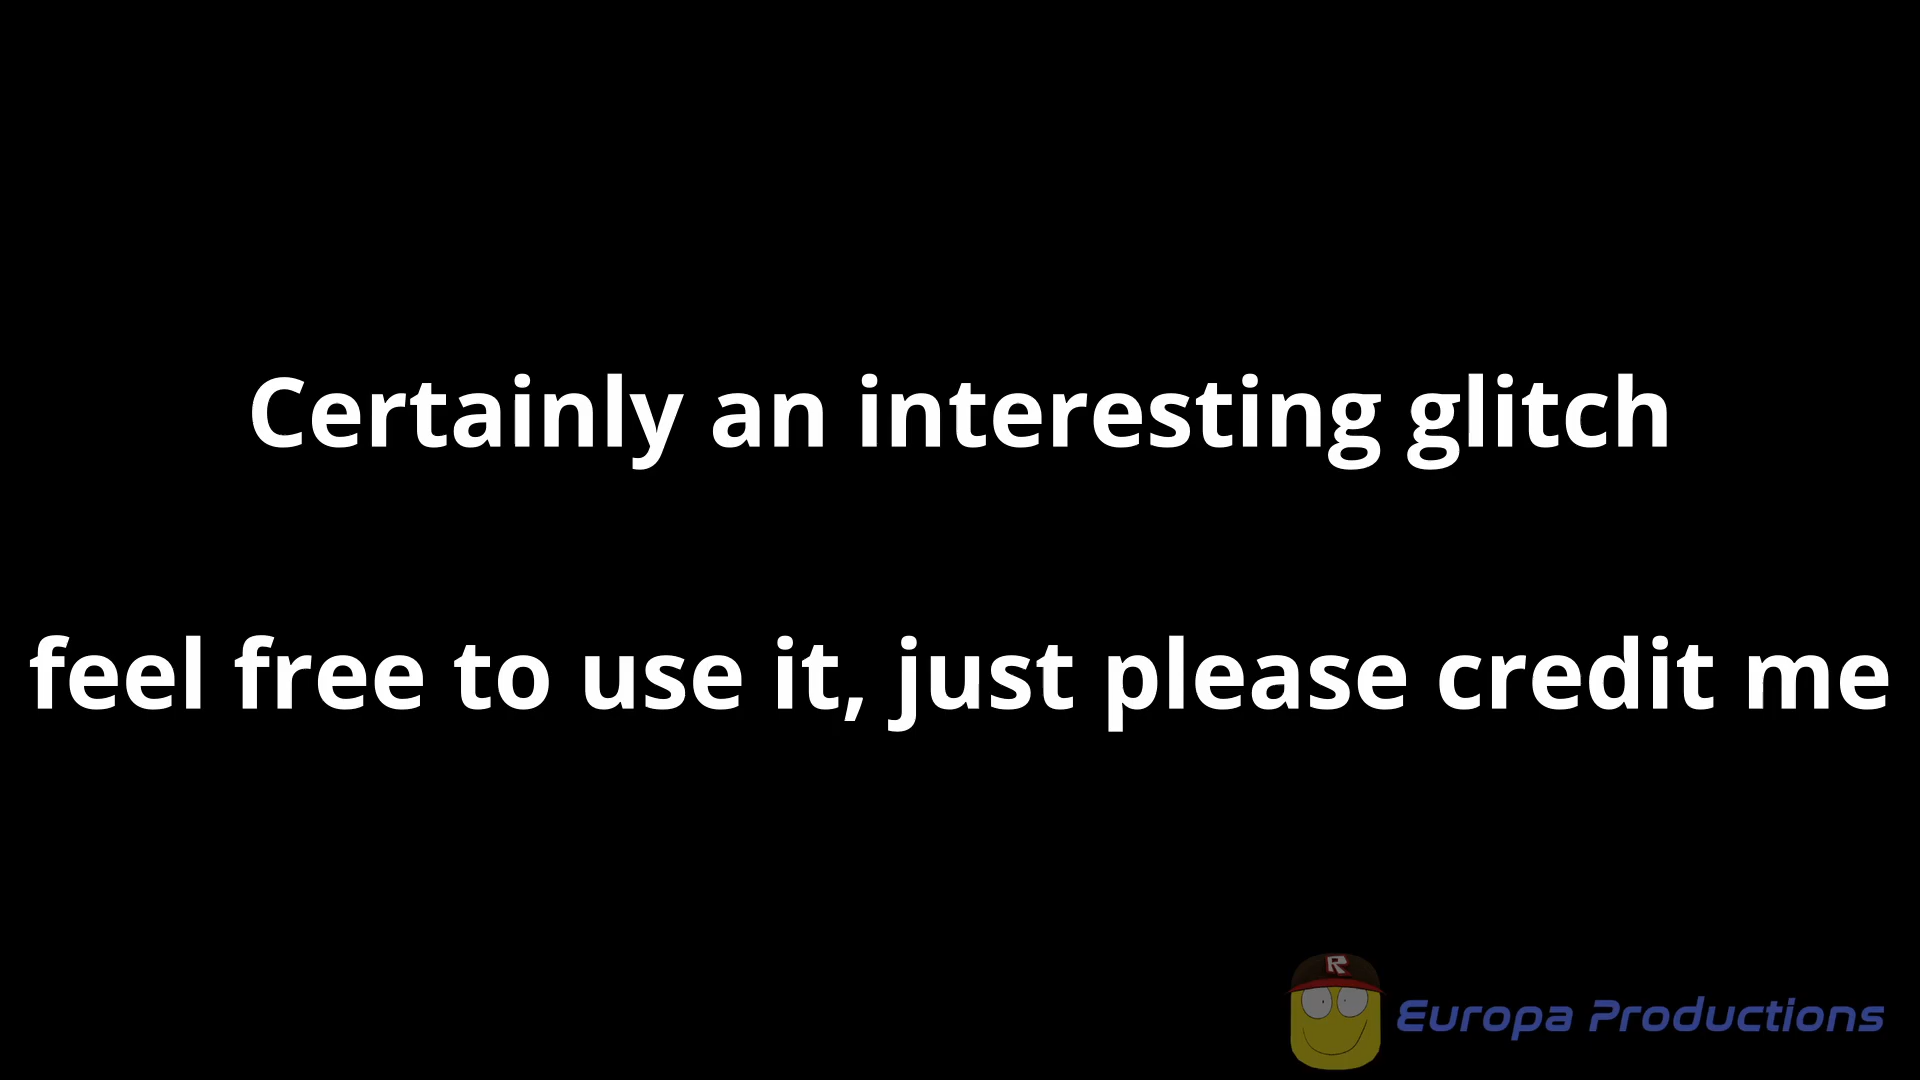 Certainly an interesting glitch
feel free to use it, just please credit me
R
Europa Productions